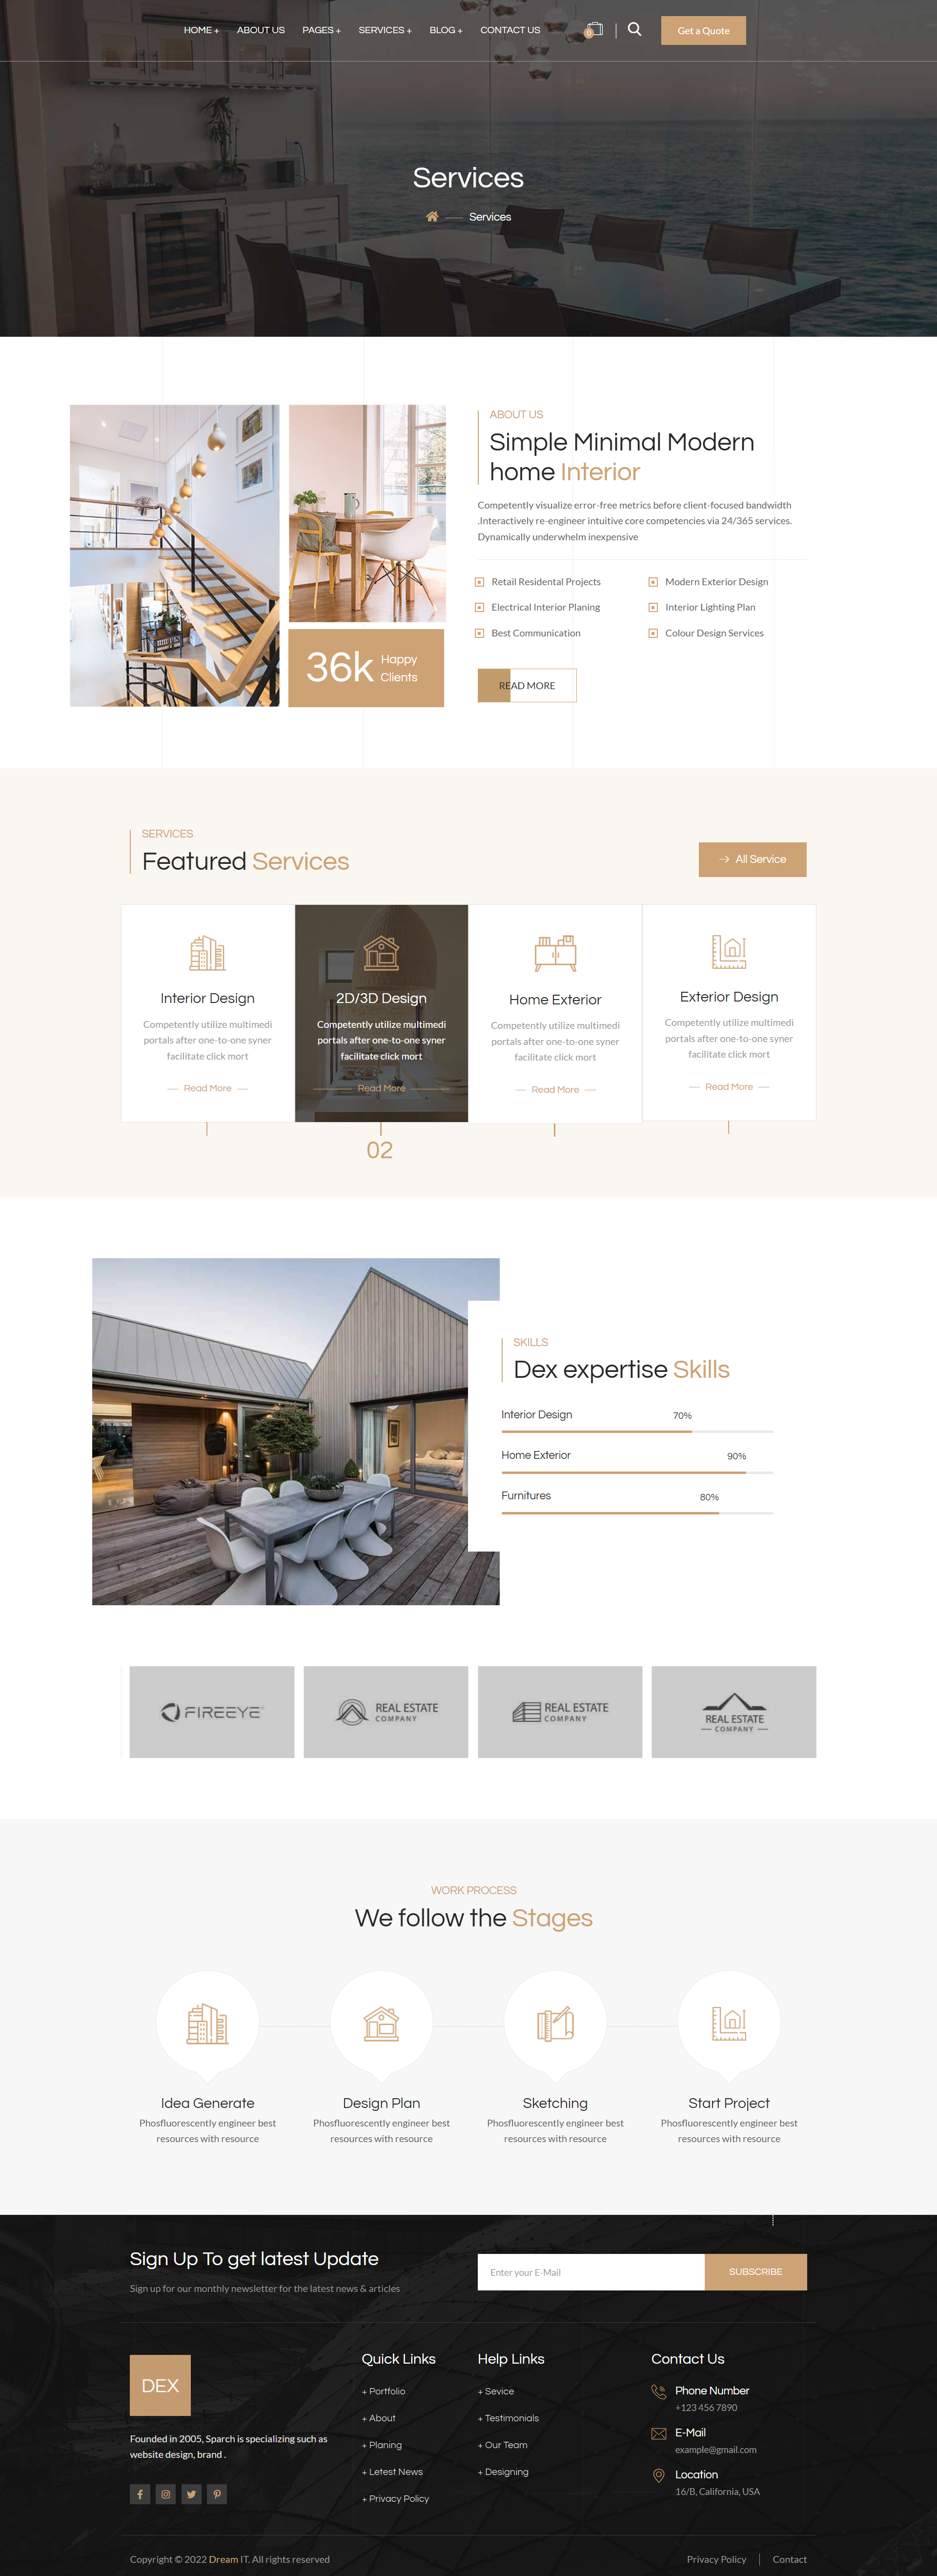 HOME + ABOUT US PAGES + SERVICES + BLOG + CONTACT US 0 Get a Quote
Services
Services
ABOUT US
Simple Minimal Modern
home Interior
Competently visualize error-free metrics before client-focused bandwidth
.Interactively re-engineer intuitive core competencies via 24/365 services.
Dynamically underwhelm inexpensive
Retail Residental Projects
Modern Exterior Design
Electrical Interior Planing
Interior Lighting Plan
Best Communication
Colour Design Services
36k Happy
Clients
READ MORE
SERVICES
Featured Services
All Service
Interior Design
Competently utilize multimedi
portals after one-to-one syner
facilitate click mort
Read More
2D/3D Design
Competently utilize multimedi
portals after one-to-one syner
facilitate click mort
Read More
02
Home Exterior
Competently utilize multimedi
portals after one-to-one syner
facilitate click mort
Read More
Exterior Design
Competently utilize multimedi
portals after one-to-one syner
facilitate click mort
Read More
SKILLS
Dex expertise Skills
Interior Design 70%
Home Exterior 90%
Furnitures 80%
FIREEYE
REAL ESTATE
COMPANY
REAL ESTATE
COMPANY
REAL ESTATE
COMPANY
WORK PROCESS
We follow the Stages
Idea Generate
Phosfluorescently engineer best
resources with resource
Design Plan
Phosfluorescently engineer best
resources with resource
Sketching
Phosfluorescently engineer best
resources with resource
Start Project
Phosfluorescently engineer best
resources with resource
Sign Up To get latest Update
Sign up for our monthly newsletter for the latest news & articles
Enter your E-Mail
SUBSCRIBE
DEX
Founded in 2005, Sparch is specializing such as
website design, brand .
Quick Links
+ Portfolio
+ About
+ Planing
+ Letest News
+ Privacy Policy
Help Links
+ Sevice
+ Testimonials
+ Our Team
+ Designing
Contact Us
Phone Number
+123 456 7890
E-Mail
example@gmail.com
Location
16/B, California, USA
Copyright © 2022 Dream IT. All rights reserved
Privacy Policy
Contact